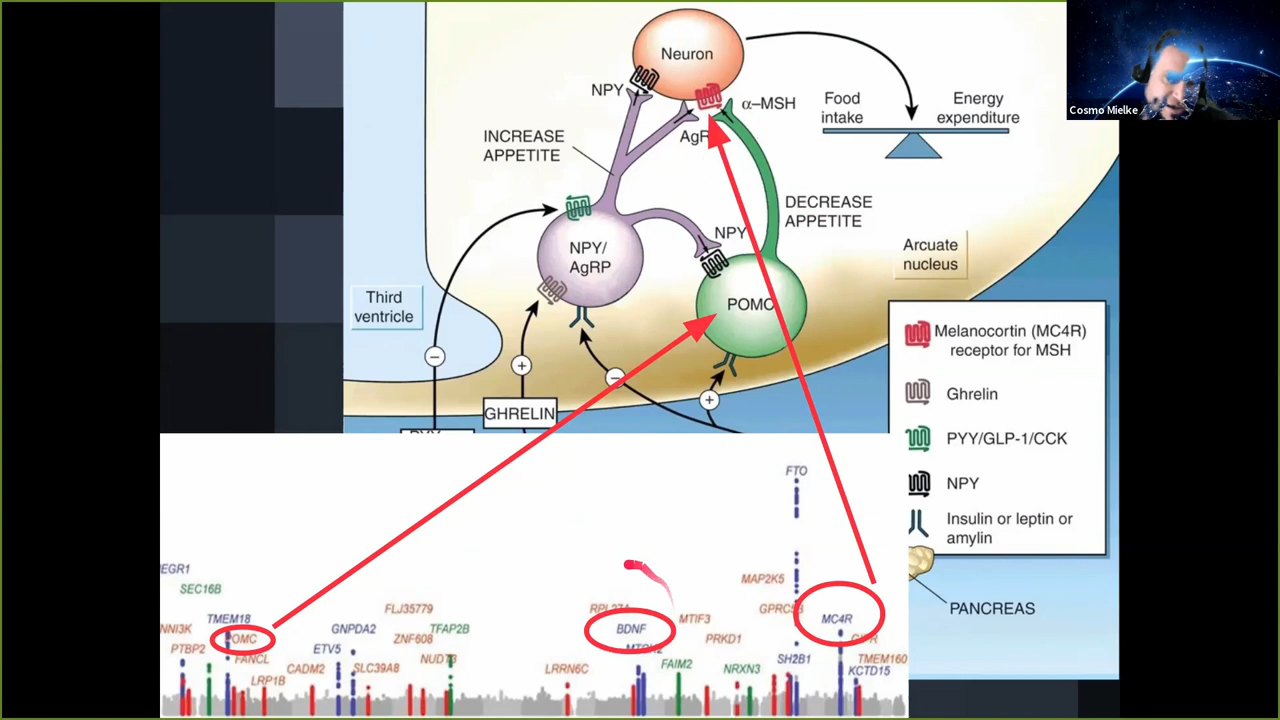 Neuron
NPY
α–MSH
Food
intake
Energy
expenditure
Cosmo Mielke
INCREASE
APPETITE
AgR
DECREASE
APPETITE
NPY/
AgRP
NPY
POMC
Arcuate
nucleus
Third
ventricle
GHRELIN
Melanocortin (MC4R)
receptor for MSH
Ghrelin
PYY/GLP-1/CCK
NPY
Insulin or leptin or
amylin
PANCREAS
FTO
EGR1
SEC16B
MAP2K5
FLJ35779
TMEM18
NNI3K
OMC
GNPDA2
ZNF608
TFAP2B
BDNF
MTIF3
MC4R
PTBP2
FANCL
ETV5
PRKD1
LRP1B
CADM2
SLC39A8
LRRN6C
FAIM2
NRXN3
SH2B1
TMEM160
KCTD15